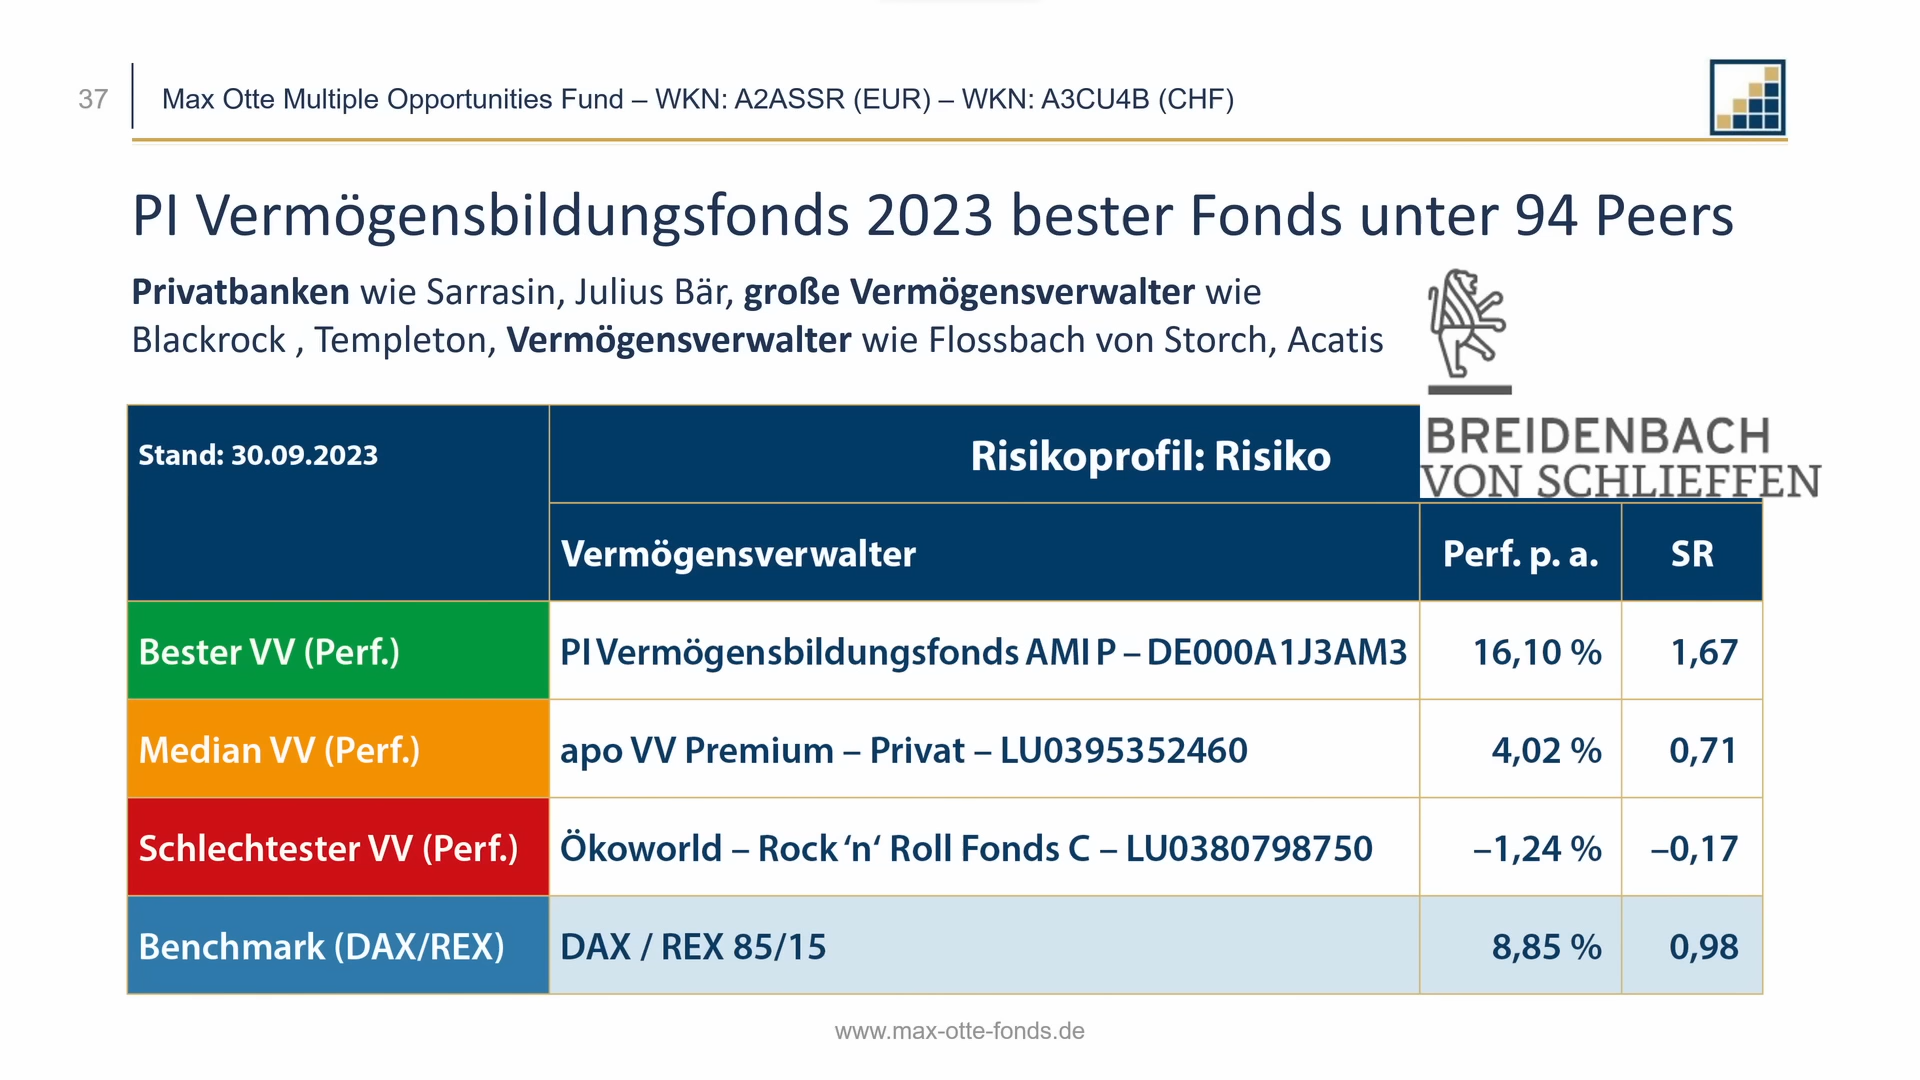 37
Max Otte Multiple Opportunities Fund – WKN: A2ASSR (EUR) – WKN: A3CU4B (CHF)
PI Vermögensbildungsfonds 2023 bester Fonds unter 94 Peers
Privatbanken wie Sarrasin, Julius Bär, große Vermögensverwalter wie
Blackrock , Templeton, Vermögensverwalter wie Flossbach von Storch, Acatis
BREIDENBACH
VON SCHLIEFFEN
Stand: 30.09.2023
Risikoprofil: Risiko
Vermögensverwalter Perf. p. a. SR
Bester VV (Perf.) PI Vermögensbildungsfonds AMI P – DE000A1J3AM3 16,10 % 1,67
Median VV (Perf.) apo VV Premium – Privat – LU0395352460 4,02 % 0,71
Schlechtester VV (Perf.) Ökoworld – Rock ‘n‘ Roll Fonds C – LU0380798750 –1,24 % –0,17
Benchmark (DAX/REX) DAX / REX 85/15 8,85 % 0,98
www.max-otte-fonds.de